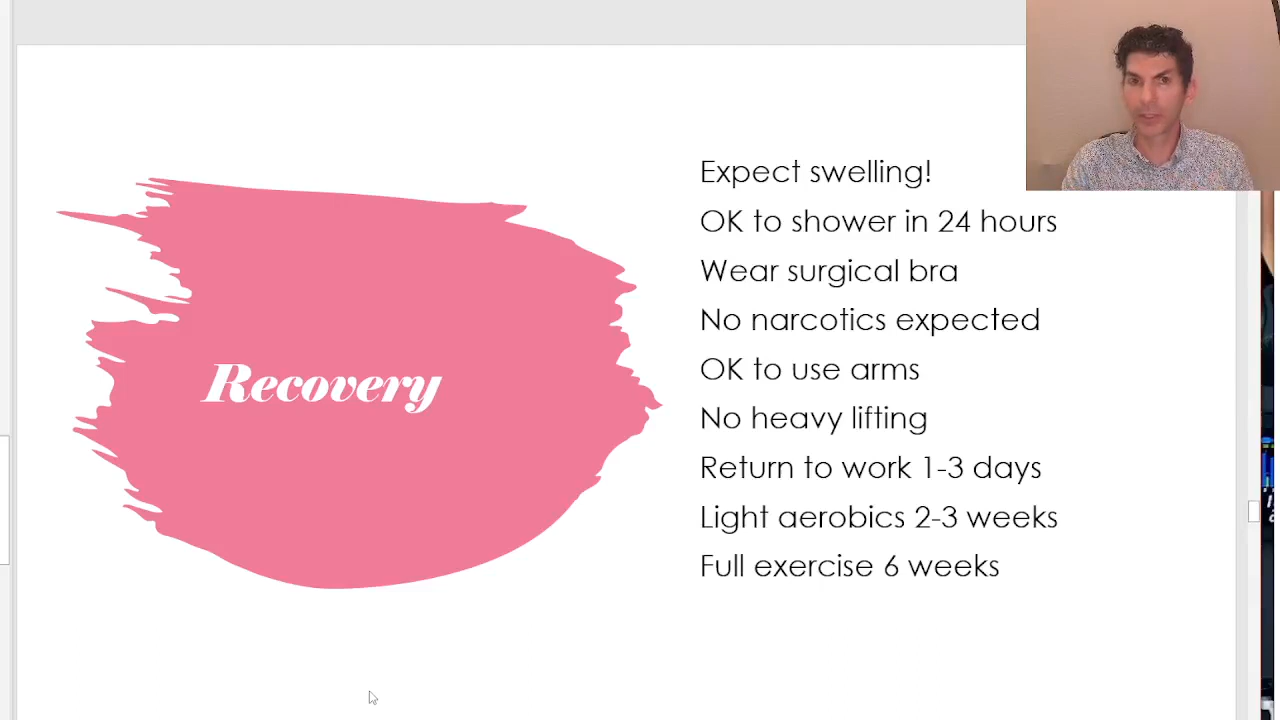 Recovery
Expect swelling!
OK to shower in 24 hours
Wear surgical bra
No narcotics expected
OK to use arms
No heavy lifting
Return to work 1-3 days
Light aerobics 2-3 weeks
Full exercise 6 weeks